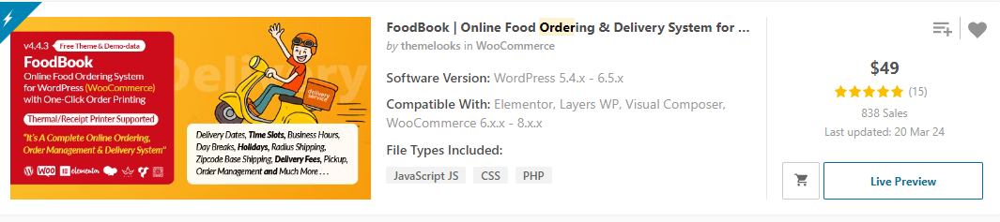 v4.4.3 Free Theme & Demo-data
FoodBook
Online Food Ordering System
for WordPress (WooCommerce)
with One-Click Order Printing
Thermal/Receipt Printer Supported
"It's A Complete Online Ordering,
Order Management & Delivery System"
WOO elementor
Delivery
delivery
service
Delivery Dates, Time Slots, Business Hours,
Day Breaks, Holidays, Radius Shipping,
Zipcode Base Shipping, Delivery Fees, Pickup,
Order Management and Much More . . .
FoodBook | Online Food Ordering & Delivery System for ...
by themelooks in WooCommerce
Software Version: WordPress 5.4.x - 6.5.x
Compatible With: Elementor, Layers WP, Visual Composer,
WooCommerce 6.x.x - 8.x.x
File Types Included:
JavaScript JS CSS PHP
$49
(15)
838 Sales
Last updated: 20 Mar 24
Live Preview